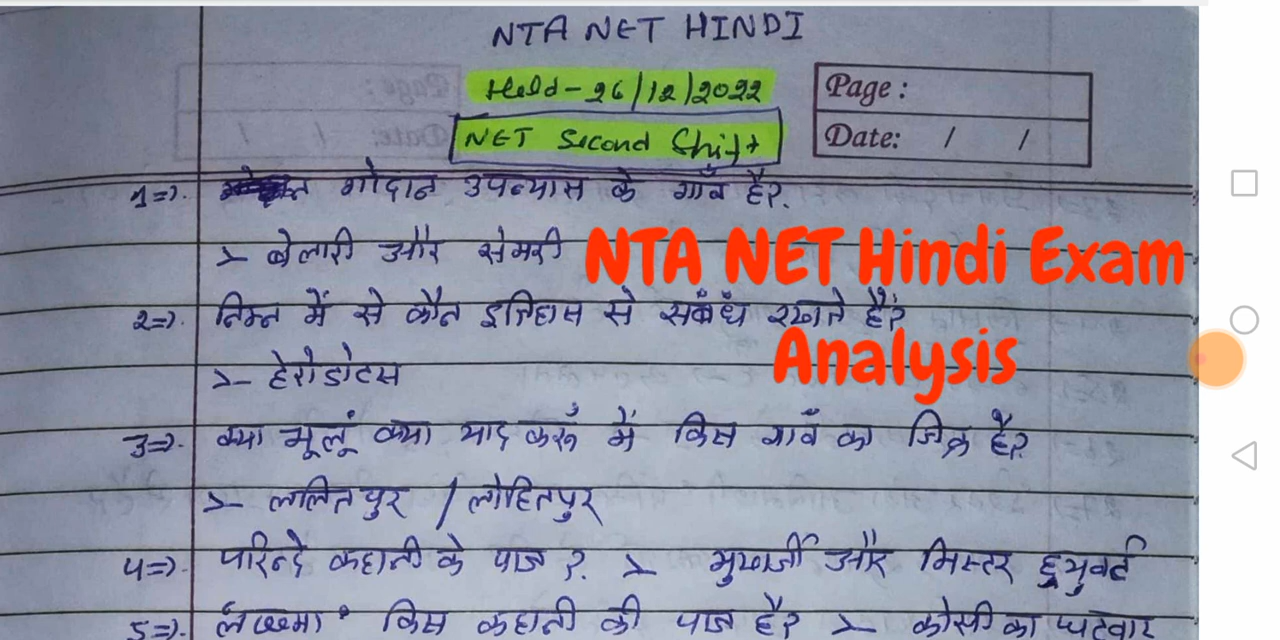 NTA NET HINDI
Held - 26/12/2022
NET Second Shift
Page :
Date: / /
1⇒). गोदान उपन्यास के गाँव है?.
> बेलारी और सेमरी
NTA NET Hindi Exam
2⇒). निम्न में से कौन इतिहास से सबंधं रखते हैं?
Analysis
> हेरोडोटस
3⇒). क्या भूलूं क्या याद करूँ में किस गावँ का जिक्र है?
> ललितपुर / लोहितपुर
4⇒). परिन्दे कहानी के पात्र ?. > मुखर्जी और मिस्टर ह्युबर्ट
5⇒). लछमा किस कहानी की पात्र है? > कोसी का घटवार